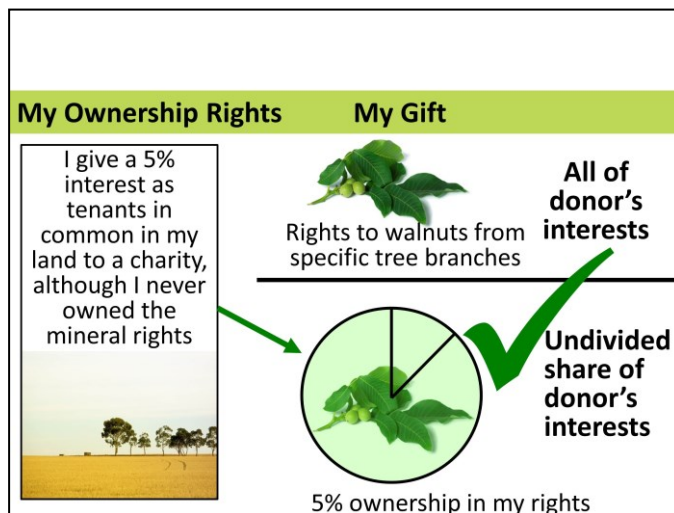 My Ownership Rights
My Gift
I give a 5%
interest as
tenants in
common in my
land to a charity,
although I never
owned the
mineral rights
Rights to walnuts from
specific tree branches
All of
donor’s
interests
Undivided
share of
donor’s
interests
5% ownership in my rights